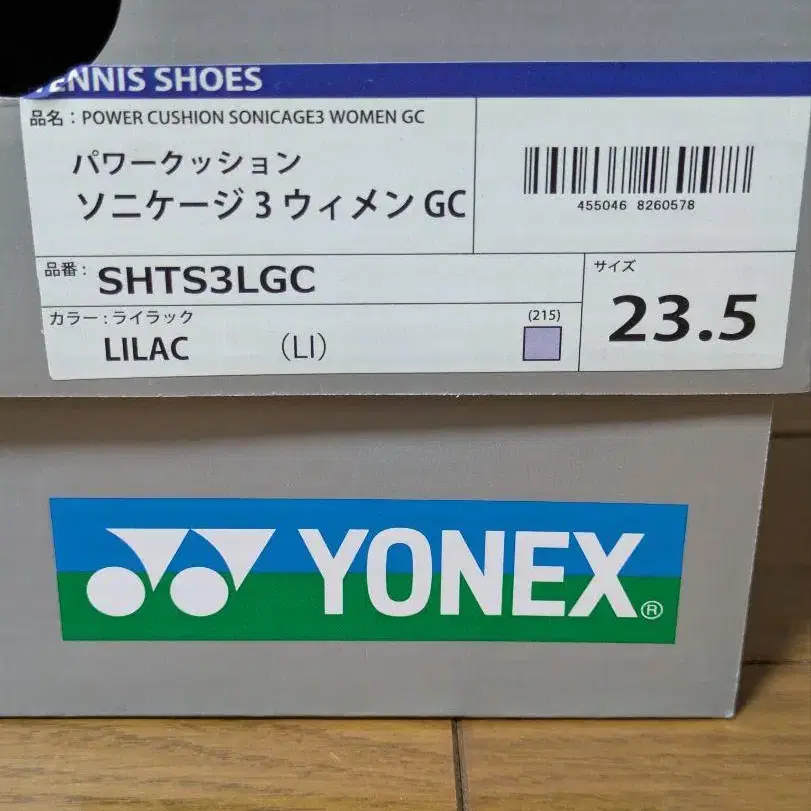 TENNIS SHOES
品名：POWER CUSHION SONICAGE3 WOMEN GC
パワークッション
ソニケージ 3 ウィメン GC
455046 8260578
品番：
SHTS3LGC
サイズ
23.5
カラー：ライラック
LILAC （LI）
(215)
YONEX®